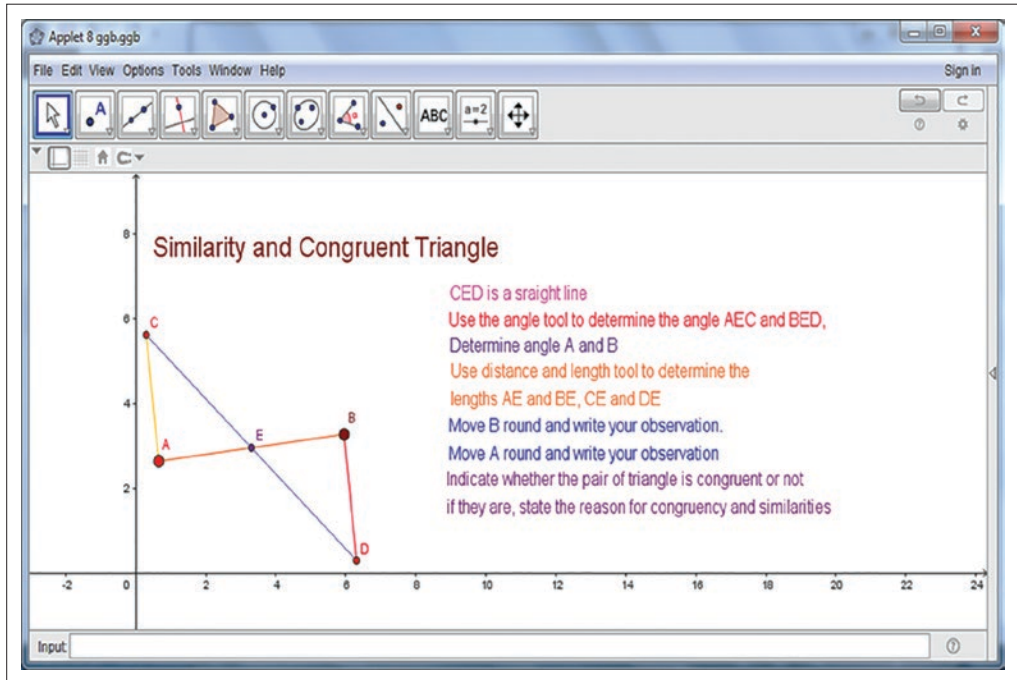 Applet 8 ggb.ggb
File Edit View Options Tools Window Help Sign in
A ABC a=2
Similarity and Congruent Triangle
CED is a sraight line
Use the angle tool to determine the angle AEC and BED,
Determine angle A and B
Use distance and length tool to determine the
lengths AE and BE, CE and DE
Move B round and write your observation.
Move A round and write your observation
Indicate whether the pair of triangle is congruent or not
if they are, state the reason for congruency and similarities
8
6
4
2
C
A
E
B
D
-2 0 2 4 6 8 10 12 14 16 18 20 22 24
Input: